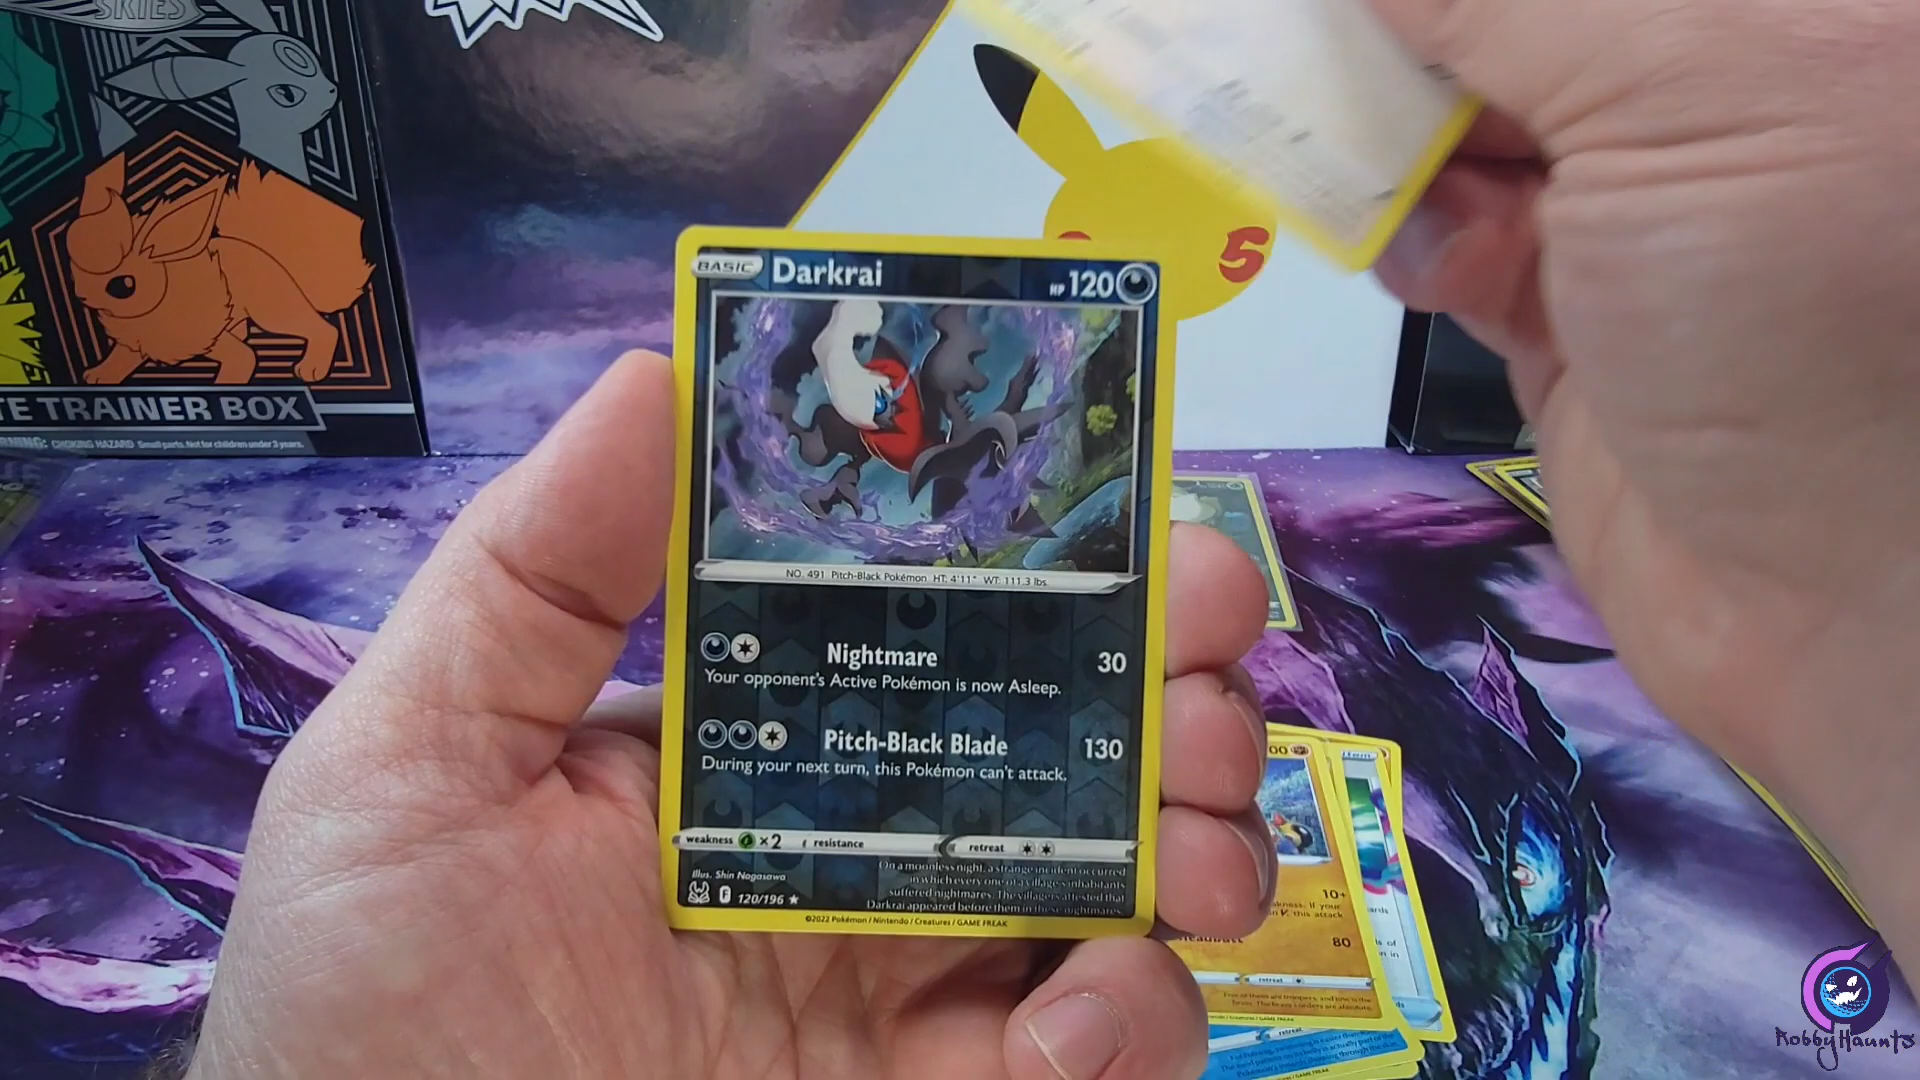 SKIES
TE TRAINER BOX
WARNING: CHOKING HAZARD Small parts. Not for children under 3 years.
5
BASIC Darkrai HP 120
NO. 491 Pitch-Black Pokémon HT: 4'11" WT: 111.3 lbs.
Nightmare 30
Your opponent's Active Pokémon is now Asleep.
Pitch-Black Blade 130
During your next turn, this Pokémon can't attack.
weakness ×2 resistance retreat
Illus. Shin Nagasawa
120/196
On a moonless night, a strange incident occurred
in which every one of a village's inhabitants
suffered nightmares. The villagers attested that
Darkrai appeared before them in these nightmares.
©2022 Pokémon / Nintendo / Creatures / GAME FREAK
Item
10+
this attack
80
retreat
retreat
RobbyHaunts